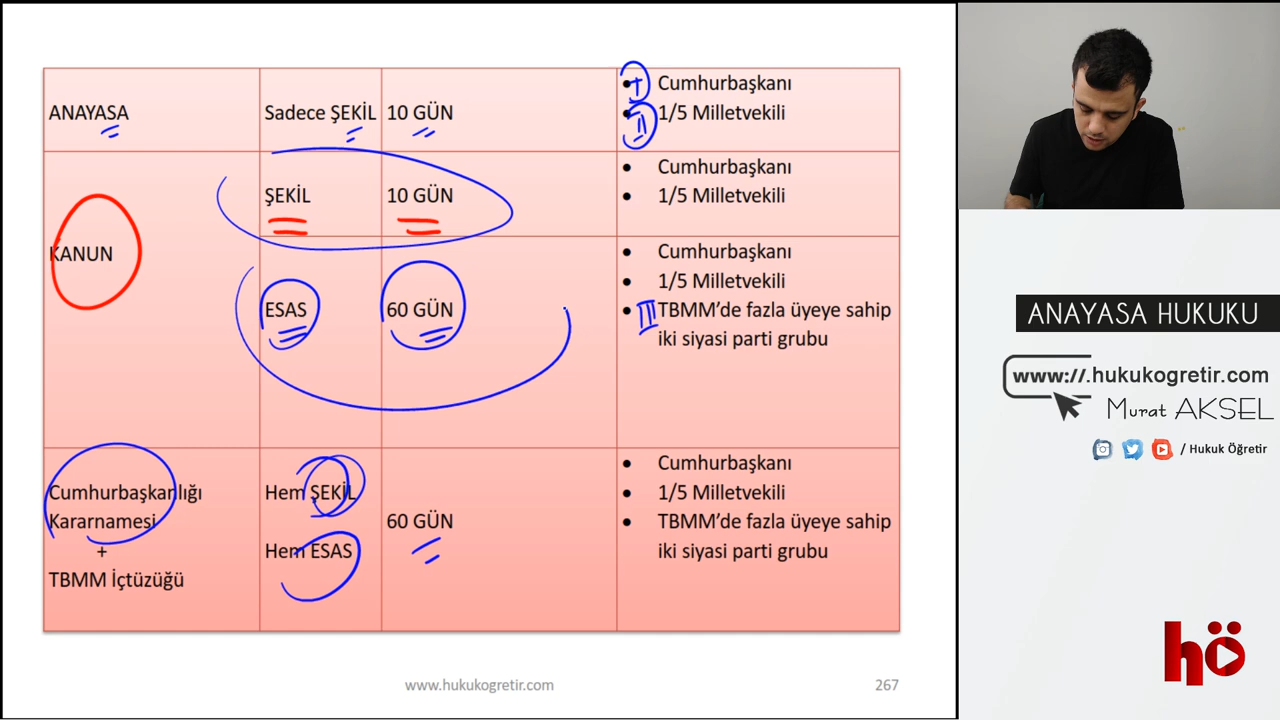 ANAYASA
Sadece ŞEKİL
10 GÜN
Cumhurbaşkanı
1/5 Milletvekili
KANUN
ŞEKİL
10 GÜN
Cumhurbaşkanı
1/5 Milletvekili
ESAS
60 GÜN
Cumhurbaşkanı
1/5 Milletvekili
TBMM’de fazla üyeye sahip
iki siyasi parti grubu
Cumhurbaşkanlığı
Kararnamesi
+
TBMM İçtüzüğü
Hem ŞEKİL
Hem ESAS
60 GÜN
Cumhurbaşkanı
1/5 Milletvekili
TBMM’de fazla üyeye sahip
iki siyasi parti grubu
I
II
III
www.hukukogretir.com
267
ANAYASA HUKUKU
www://.hukukogretir.com
Murat AKSEL
/ Hukuk Öğretir
hö